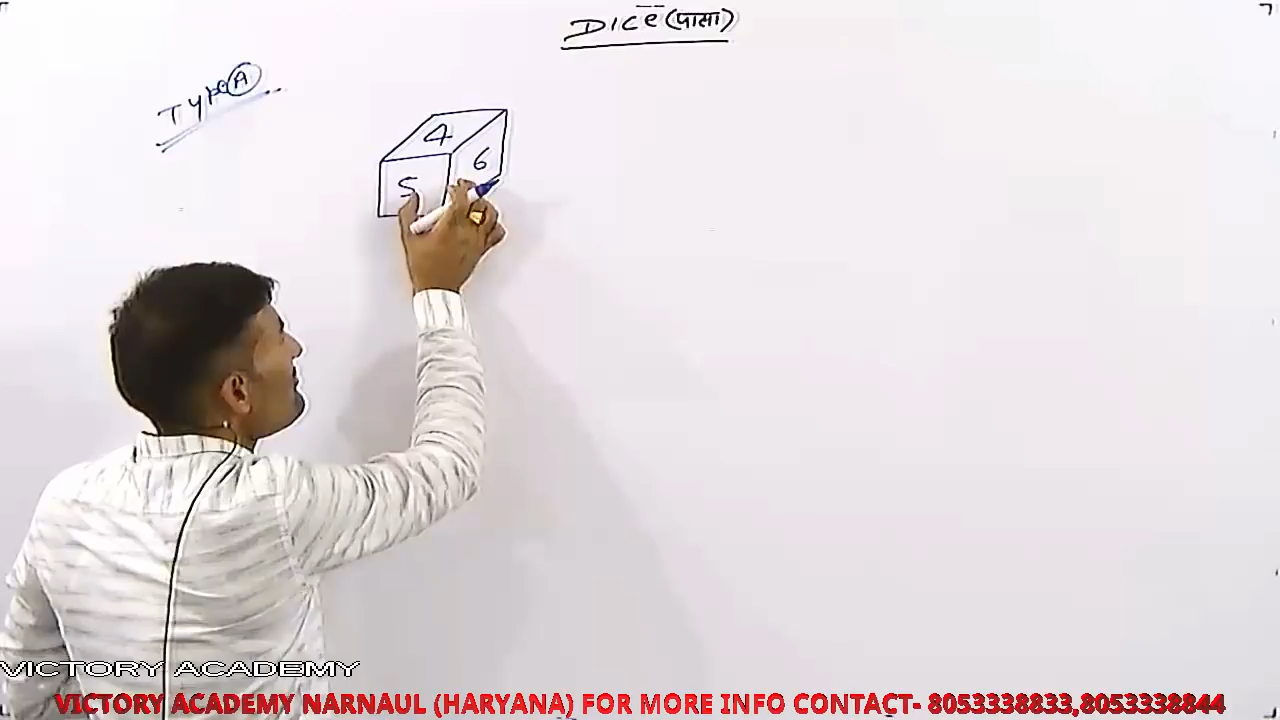 Dice (पासा)
Type A
4
5
6
VICTORY ACADEMY
VICTORY ACADEMY NARNAUL (HARYANA) FOR MORE INFO CONTACT- 8053338833,8053338844